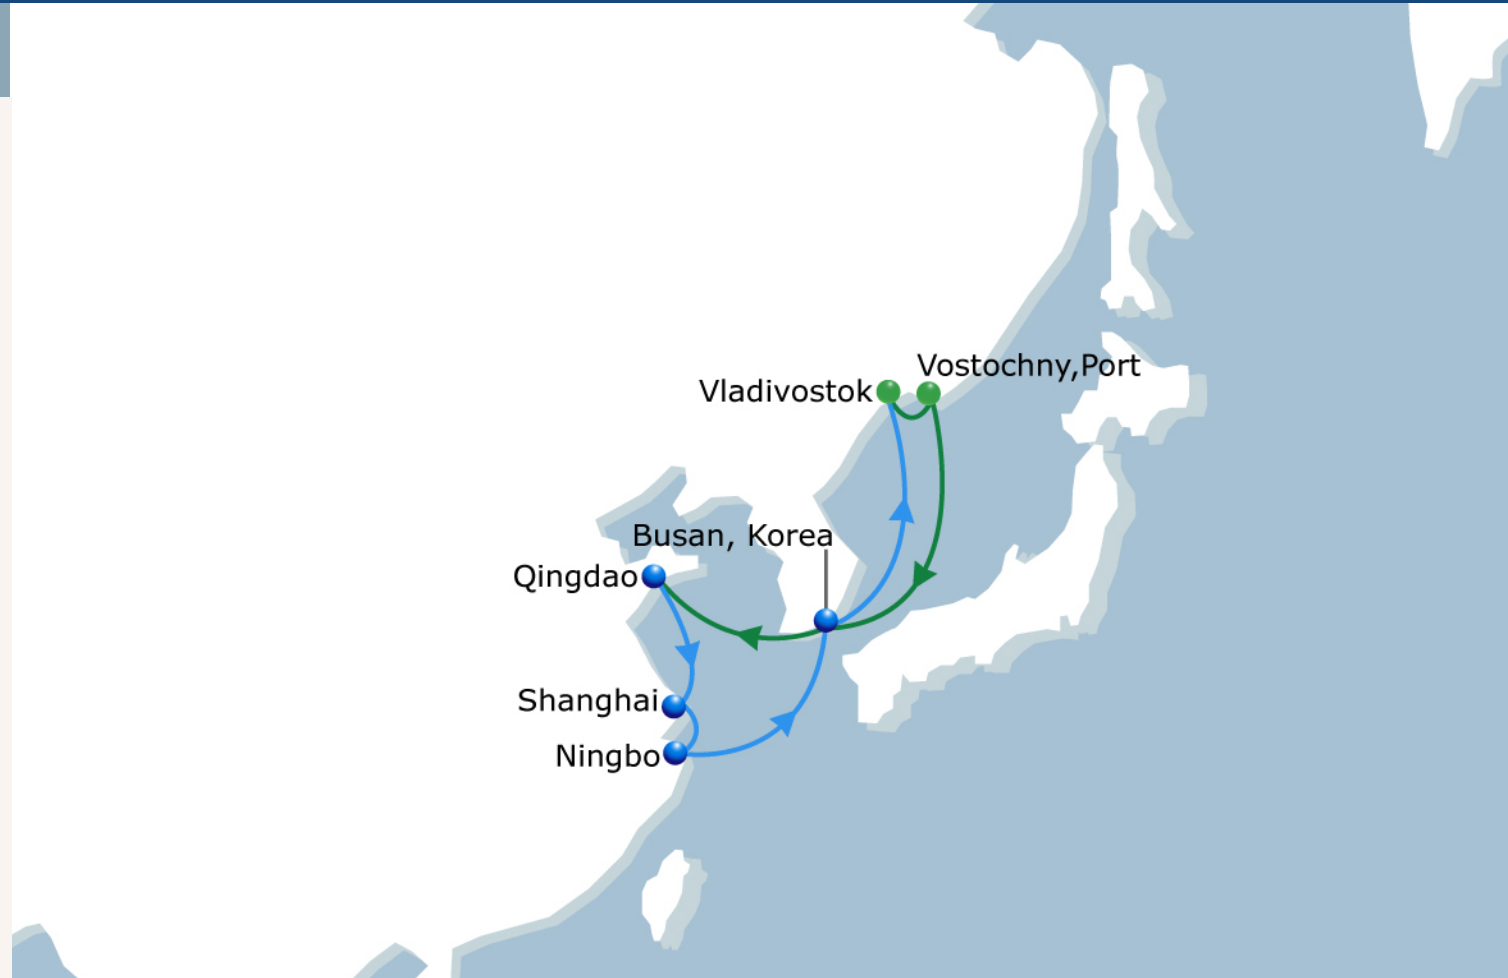 Vostochny,Port
Vladivostok
Busan, Korea
Qingdao
Shanghai
Ningbo